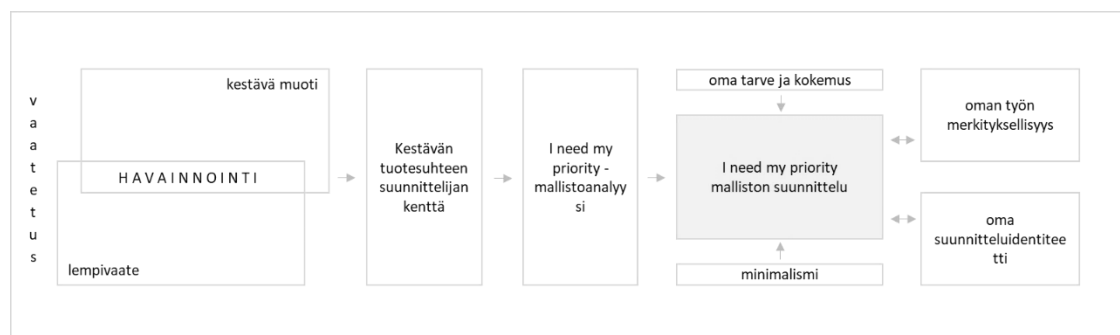 vaatetus
kestävä muoti
HAVAINNOINTI
lempivaate
Kestävän
tuotesuhteen
suunnittelijan
kenttä
I need my
priority -
mallistoanalyy
si
oma tarve ja kokemus
I need my priority
malliston suunnittelu
minimalismi
oman työn
merkityksellisyys
oma
suunnitteluidentitee
tti